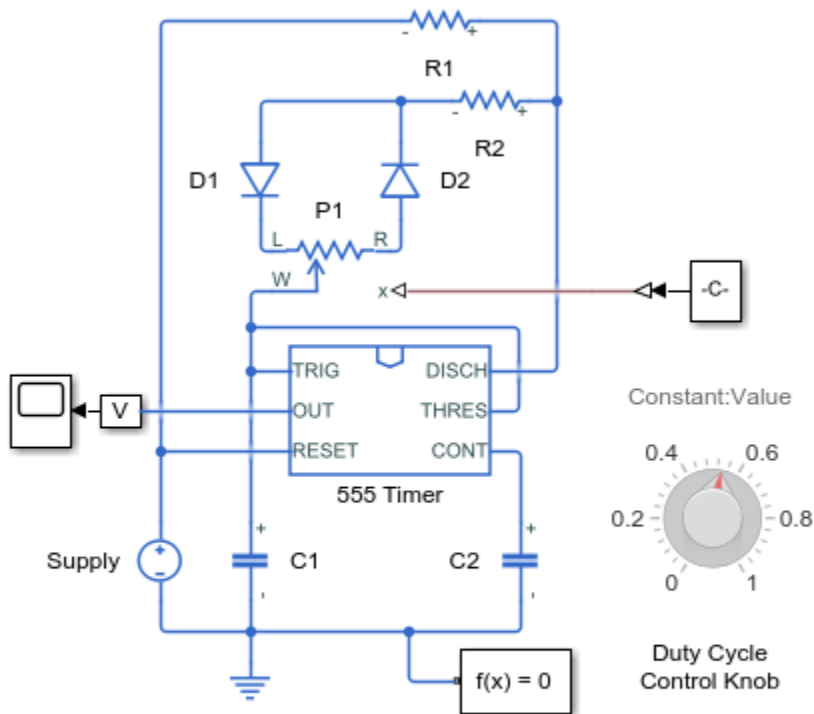 - +
R1
- +
R2
D1
D2
P1
L
R
W
x
-C-
TRIG
DISCH
OUT
THRES
RESET
CONT
555 Timer
V
Constant:Value
0.4
0.6
0.2
0.8
0
1
Supply
+
-
+
C1
-
C2
+
-
f(x) = 0
Duty Cycle
Control Knob